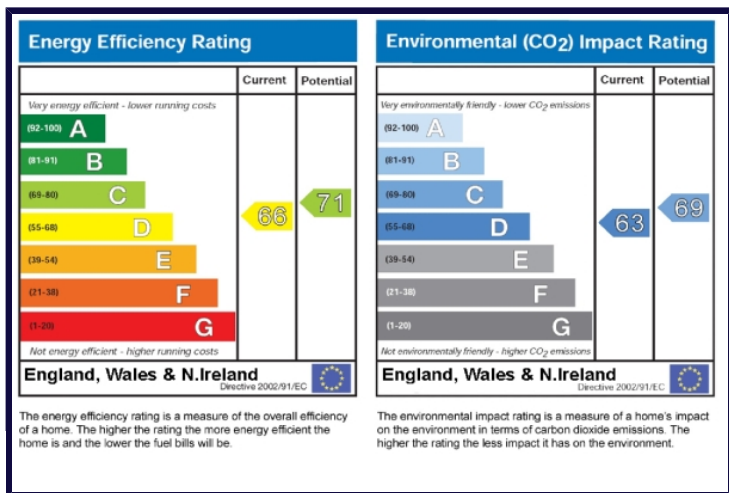 Energy Efficiency Rating
Current Potential
Very energy efficient - lower running costs
(92-100) A
(81-91) B
(69-80) C
(55-68) D
(39-54) E
(21-38) F
(1-20) G
66
71
Not energy efficient - higher running costs
England, Wales & N.Ireland
Directive 2002/91/EC
The energy efficiency rating is a measure of the overall efficiency
of a home. The higher the rating the more energy efficient the
home is and the lower the fuel bills will be.
Environmental (CO2) Impact Rating
Current Potential
Very environmentally friendly - lower CO2 emissions
(92-100) A
(81-91) B
(69-80) C
(55-68) D
(39-54) E
(21-38) F
(1-20) G
63
69
Not environmentally friendly - higher CO2 emissions
England, Wales & N.Ireland
Directive 2002/91/EC
The environmental impact rating is a measure of a home's impact
on the environment in terms of carbon dioxide emissions. The
higher the rating the less impact it has on the environment.